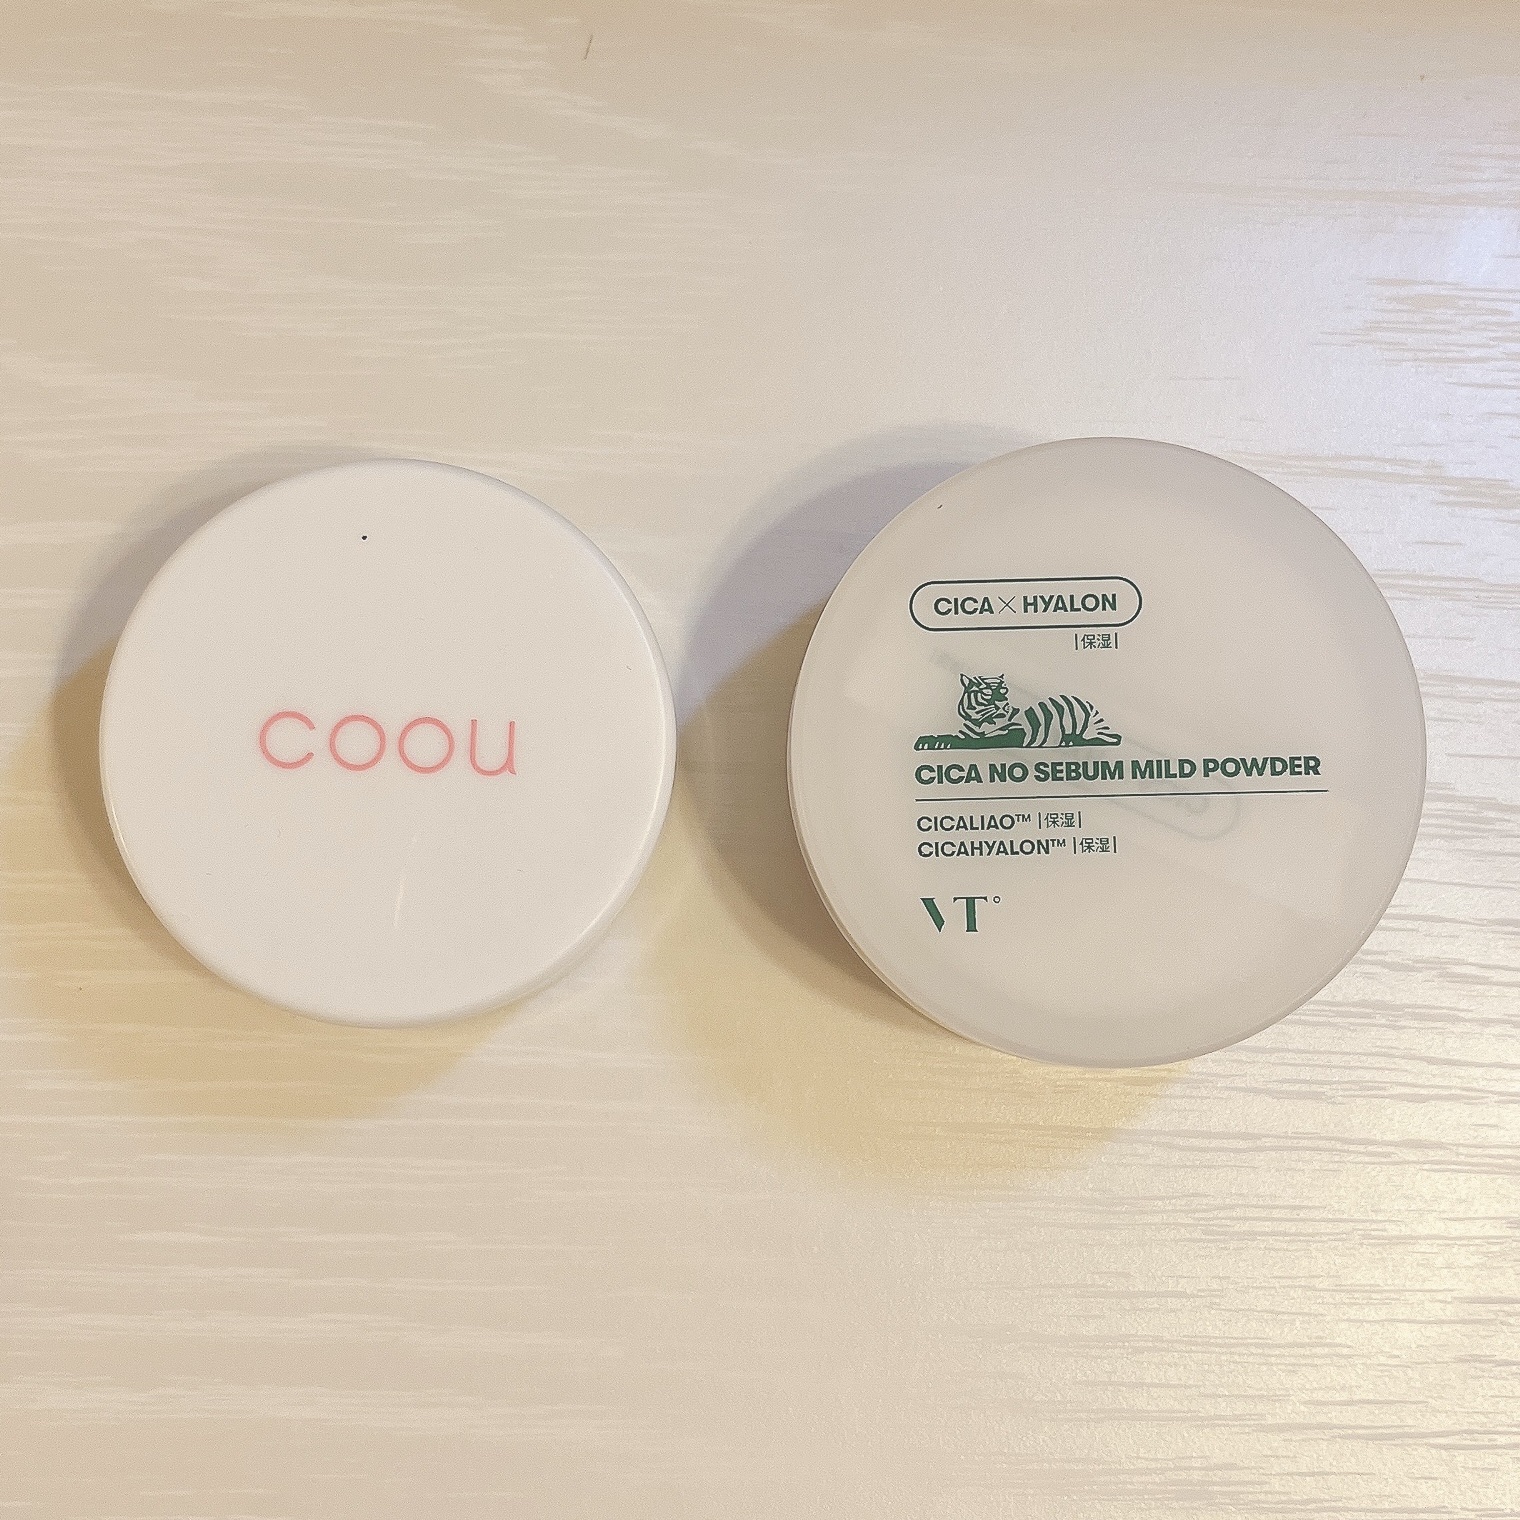 coou
CICA×HYALON
|保湿|
CICA NO SEBUM MILD POWDER
CICALIAO™ |保湿|
CICAHYALON™ |保湿|
VT°